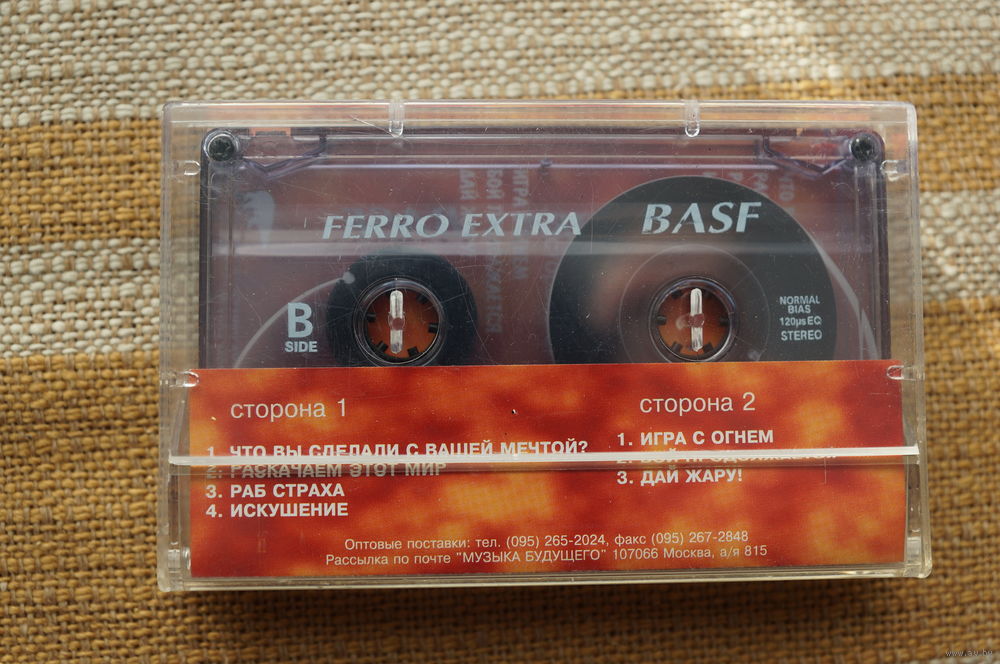 FERRO EXTRA BASF
B
SIDE
NORMAL
BIAS
120µs EQ
STEREO
сторона 1
1. ЧТО ВЫ СДЕЛАЛИ С ВАШЕЙ МЕЧТОЙ?
2. РАСКАЧАЕМ ЭТОТ МИР
3. РАБ СТРАХА
4. ИСКУШЕНИЕ
сторона 2
1. ИГРА С ОГНЕМ
3. ДАЙ ЖАРУ!
Оптовые поставки: тел. (095) 265-2024, факс (095) 267-2848
Рассылка по почте "МУЗЫКА БУДУЩЕГО" 107066 Москва, а/я 815